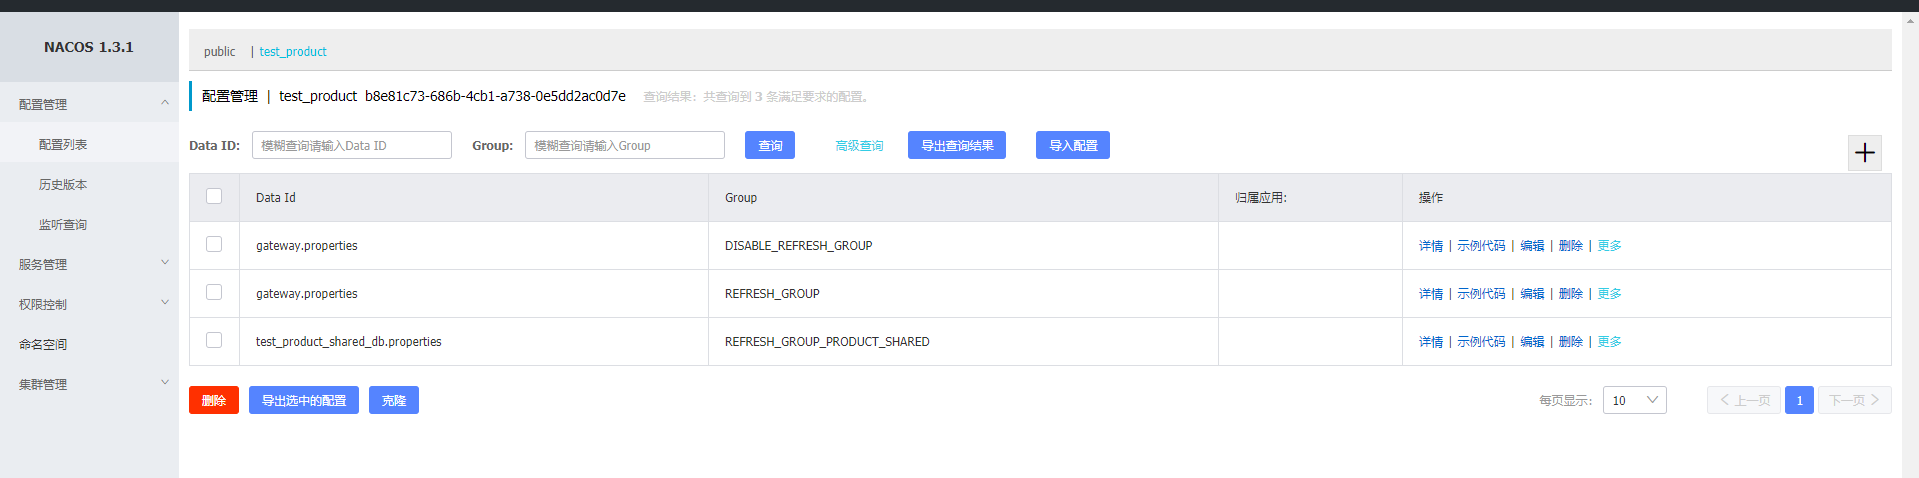 NACOS 1.3.1
配置管理
配置列表
历史版本
监听查询
服务管理
权限控制
命名空间
集群管理
public | test_product
配置管理 | test_product b8e81c73-686b-4cb1-a738-0e5dd2ac0d7e 查询结果：共查询到 3 条满足要求的配置。
Data ID: 模糊查询请输入Data ID Group: 模糊查询请输入Group 查询 高级查询 导出查询结果 导入配置
Data Id Group 归属应用: 操作
gateway.properties DISABLE_REFRESH_GROUP 详情 | 示例代码 | 编辑 | 删除 | 更多
gateway.properties REFRESH_GROUP 详情 | 示例代码 | 编辑 | 删除 | 更多
test_product_shared_db.properties REFRESH_GROUP_PRODUCT_SHARED 详情 | 示例代码 | 编辑 | 删除 | 更多
删除 导出选中的配置 克隆 每页显示: 10 上一页 1 下一页